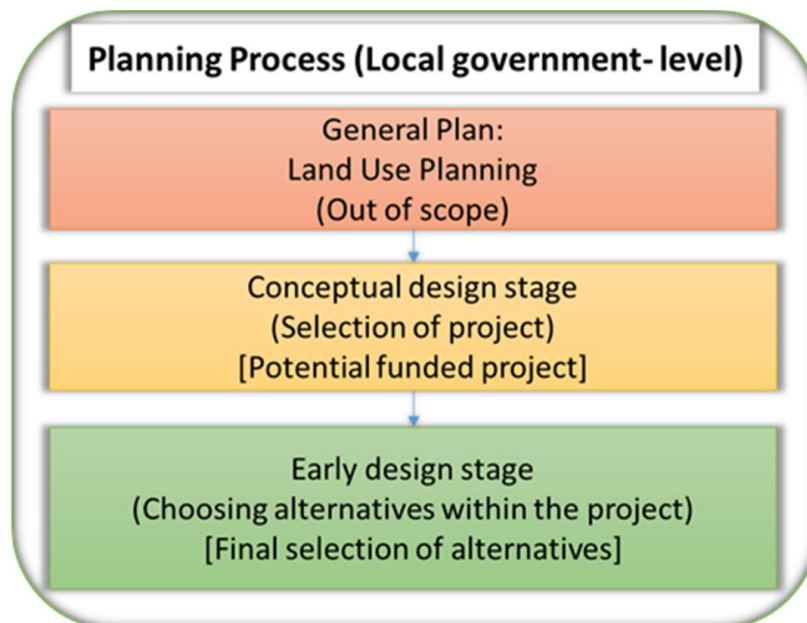 Planning Process (Local government- level)
General Plan:
Land Use Planning
(Out of scope)
Conceptual design stage
(Selection of project)
[Potential funded project]
Early design stage
(Choosing alternatives within the project)
[Final selection of alternatives]